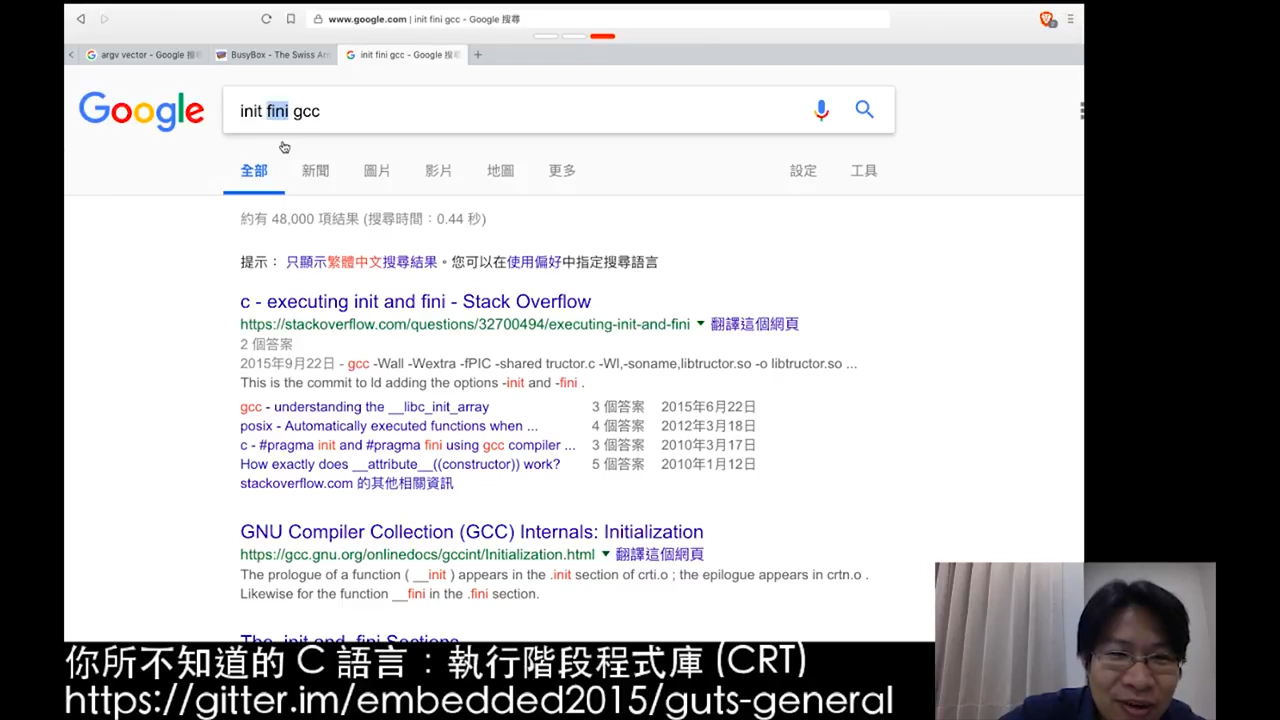 www.google.com | init fini gcc - Google 搜尋
argv vector - Google 搜尋
BusyBox - The Swiss Arm
init fini gcc - Google 搜尋
Google
init fini gcc
全部 新聞 圖片 影片 地圖 更多 設定 工具
約有 48,000 項結果 (搜尋時間：0.44 秒)
提示： 只顯示繁體中文搜尋結果。您可以在使用偏好中指定搜尋語言
c - executing init and fini - Stack Overflow
https://stackoverflow.com/questions/32700494/executing-init-and-fini 翻譯這個網頁
2 個答案
2015年9月22日 - gcc -Wall -Wextra -fPIC -shared tructor.c -Wl,-soname,libtructor.so -o libtructor.so ...
This is the commit to ld adding the options -init and -fini .
gcc - understanding the __libc_init_array 3 個答案 2015年6月22日
posix - Automatically executed functions when ... 4 個答案 2012年3月18日
c - #pragma init and #pragma fini using gcc compiler ... 3 個答案 2010年3月17日
How exactly does __attribute__((constructor)) work? 5 個答案 2010年1月12日
stackoverflow.com 的其他相關資訊
GNU Compiler Collection (GCC) Internals: Initialization
https://gcc.gnu.org/onlinedocs/gccint/Initialization.html 翻譯這個網頁
The prologue of a function ( __init ) appears in the .init section of crti.o ; the epilogue appears in crtn.o .
Likewise for the function __fini in the .fini section.
The .init and .fini Sections
你所不知道的 C 語言：執行階段程式庫 (CRT)
https://gitter.im/embedded2015/guts-general